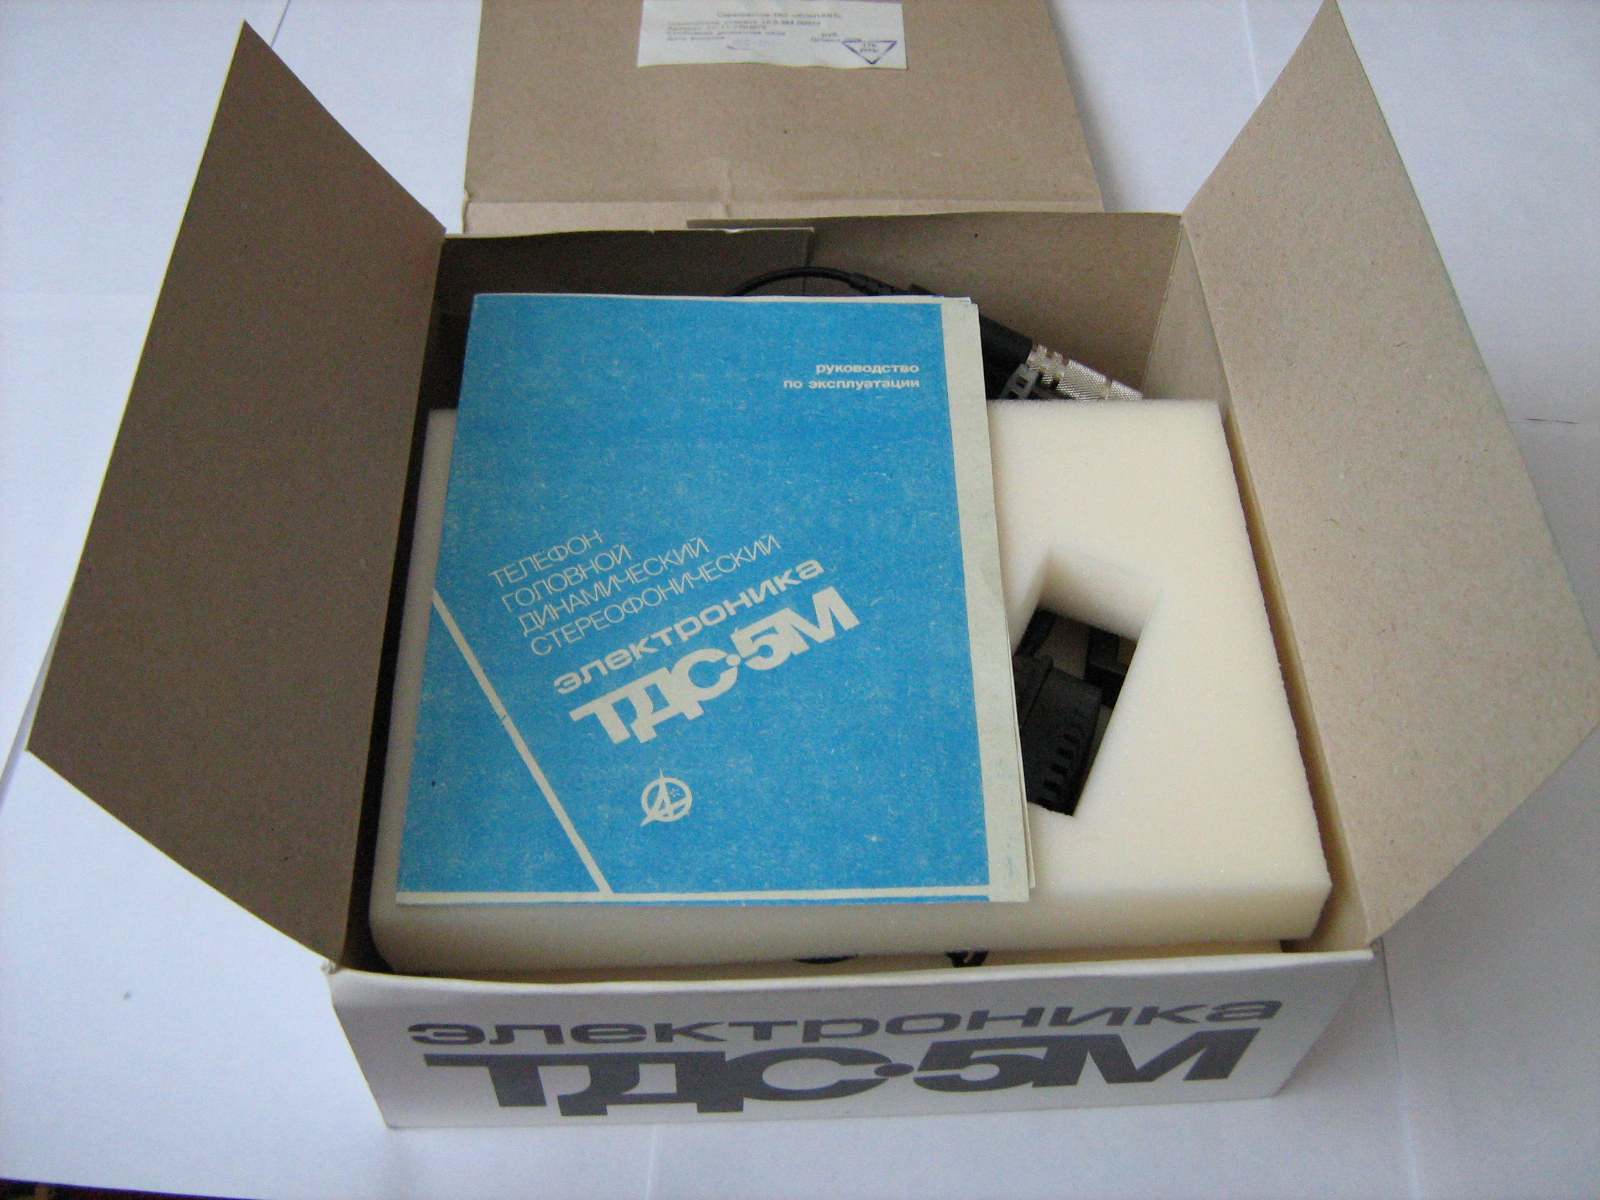 руководство
по эксплуатации
ТЕЛЕФОН
ГОЛОВНОЙ
ДИНАМИЧЕСКИЙ
СТЕРЕОФОНИЧЕСКИЙ
электроника
ТДС•5М
электроника
ТДС•5М